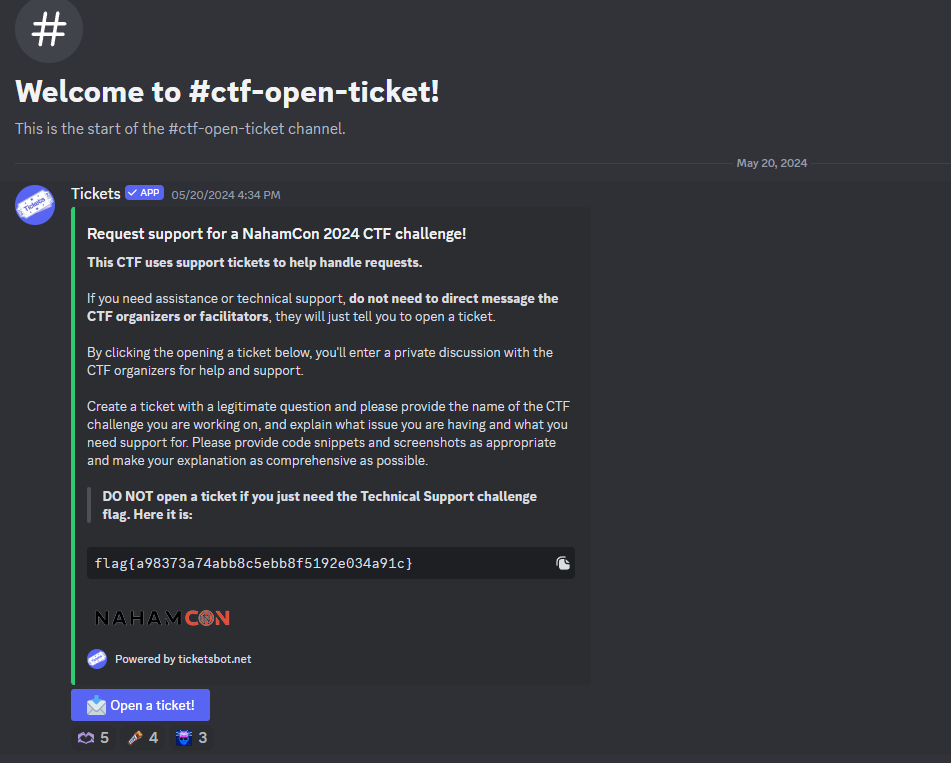 #
Welcome to #ctf-open-ticket!
This is the start of the #ctf-open-ticket channel.
May 20, 2024
Tickets APP 05/20/2024 4:34 PM
Tickets
Request support for a NahamCon 2024 CTF challenge!
This CTF uses support tickets to help handle requests.
If you need assistance or technical support, do not need to direct message the
CTF organizers or facilitators, they will just tell you to open a ticket.
By clicking the opening a ticket below, you'll enter a private discussion with the
CTF organizers for help and support.
Create a ticket with a legitimate question and please provide the name of the CTF
challenge you are working on, and explain what issue you are having and what you
need support for. Please provide code snippets and screenshots as appropriate
and make your explanation as comprehensive as possible.
DO NOT open a ticket if you just need the Technical Support challenge
flag. Here it is:
flag{a98373a74abb8c5ebb8f5192e034a91c}
NAHAMCON
Powered by ticketsbot.net
Open a ticket!
5 4 3